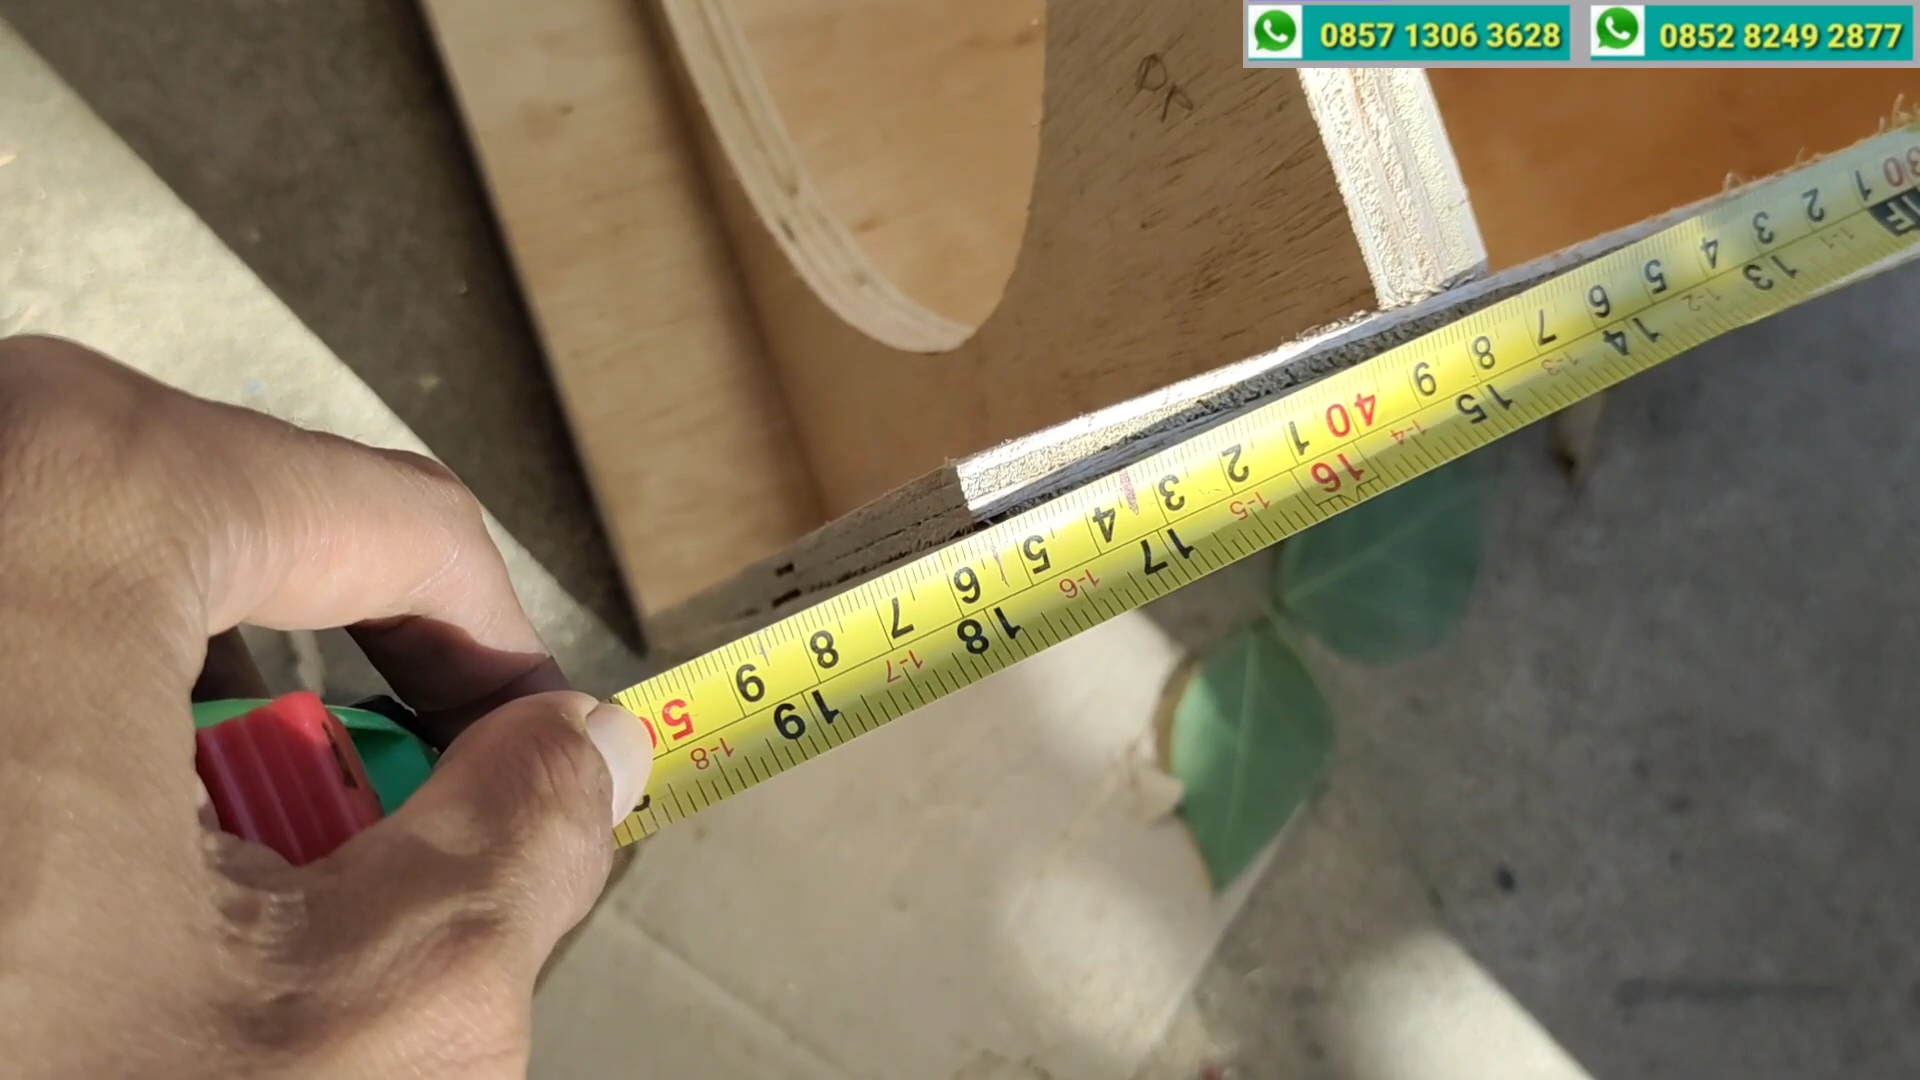 0857 1306 3628 0852 8249 2877
30 1 2 3 4 5 6 7 8 9 40 1 2 3 4 5 6 7 8 9 5
1-1 1-2 1-3 1-4 1-5 1-6 1-7 1-8
13 14 15 16 17 18 19